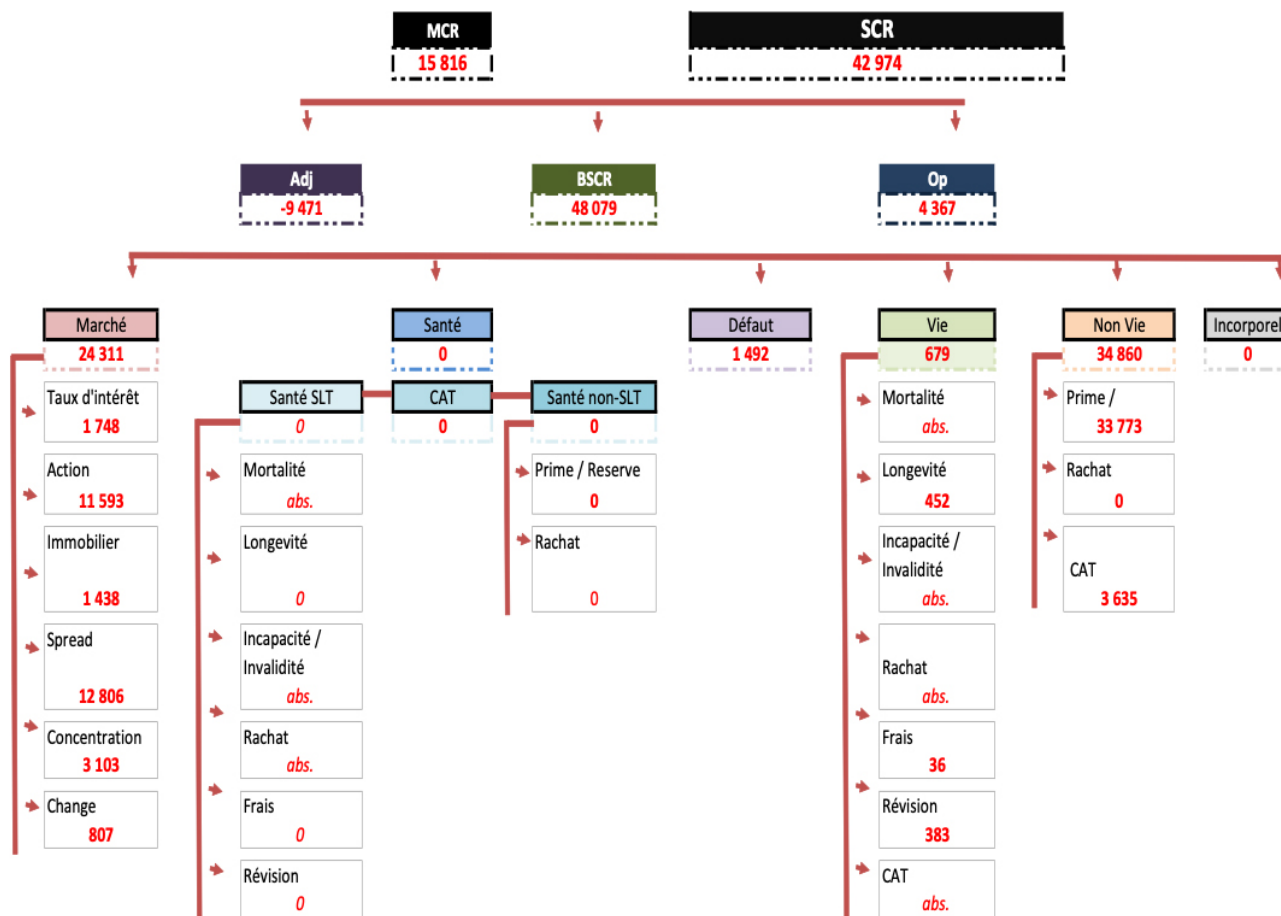 MCR
15 816
SCR
42 974
Adj
-9 471
BSCR
48 079
Op
4 367
Marché
24 311
Taux d'intérêt
1 748
Action
11 593
Immobilier
1 438
Spread
12 806
Concentration
3 103
Change
807
Santé
0
Santé SLT
0
Mortalité
abs.
Longevité
0
Incapacité /
Invalidité
abs.
Rachat
abs.
Frais
0
Révision
0
CAT
0
Santé non-SLT
0
Prime / Reserve
0
Rachat
0
Défaut
1 492
Vie
679
Mortalité
abs.
Longevité
452
Incapacité /
Invalidité
abs.
Rachat
abs.
Frais
36
Révision
383
CAT
abs.
Non Vie
34 860
Prime /
33 773
Rachat
0
CAT
3 635
Incorporel
0